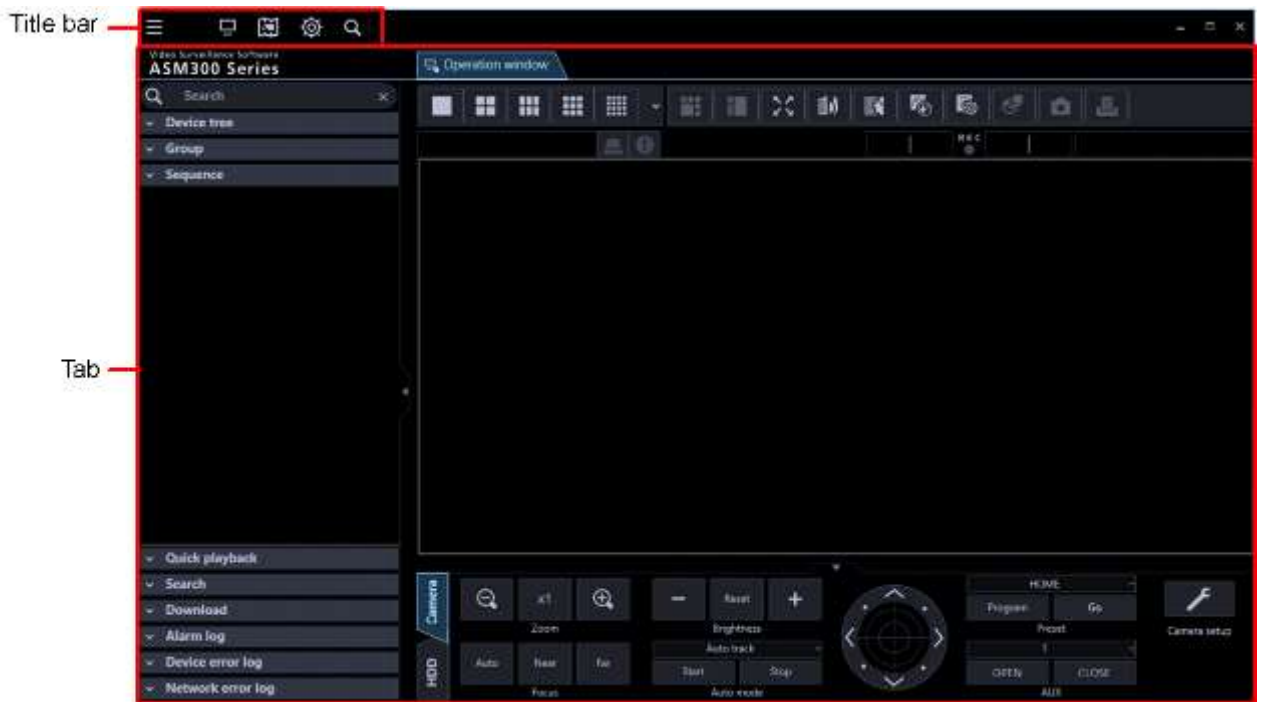 Title bar
Video Surveillance Software
ASM300 Series
Operation window
Search
Device tree
Group
Sequence
REC
Tab
Quick playback
Search
Download
Alarm log
Device error log
Network error log
Camera
HDD
x1
Zoom
Auto
Near
Far
Focus
Reset
Brightness
Auto track
Start
Stop
Auto mode
HOME
Program
Go
Preset
1
OPEN
CLOSE
AUX
Camera setup